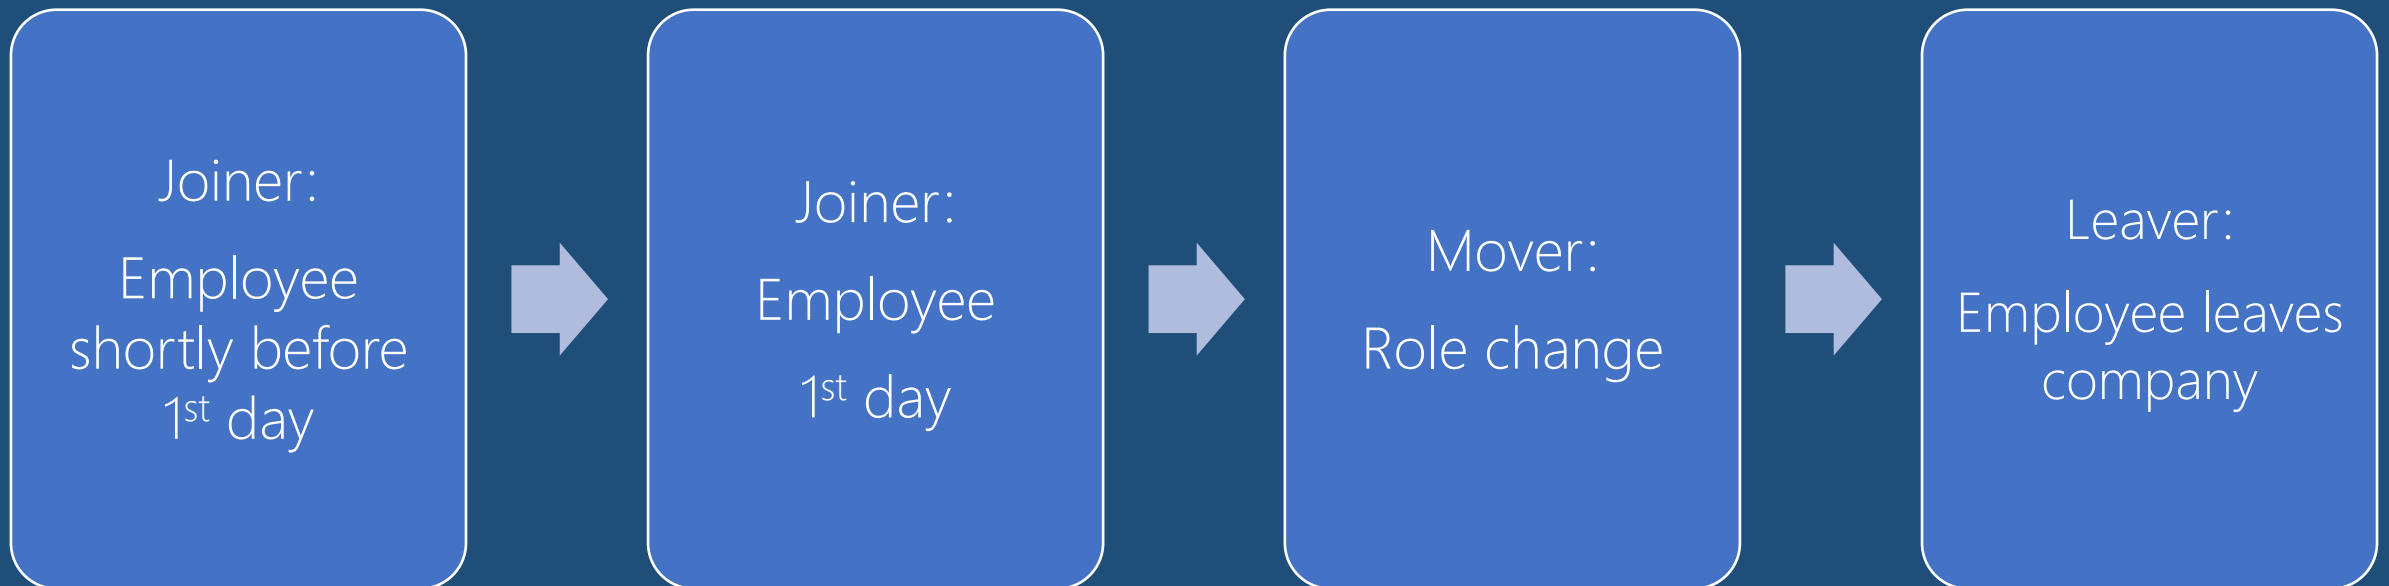 Joiner:
Employee
shortly before
1st day
Joiner:
Employee
1st day
Mover:
Role change
Leaver:
Employee leaves
company